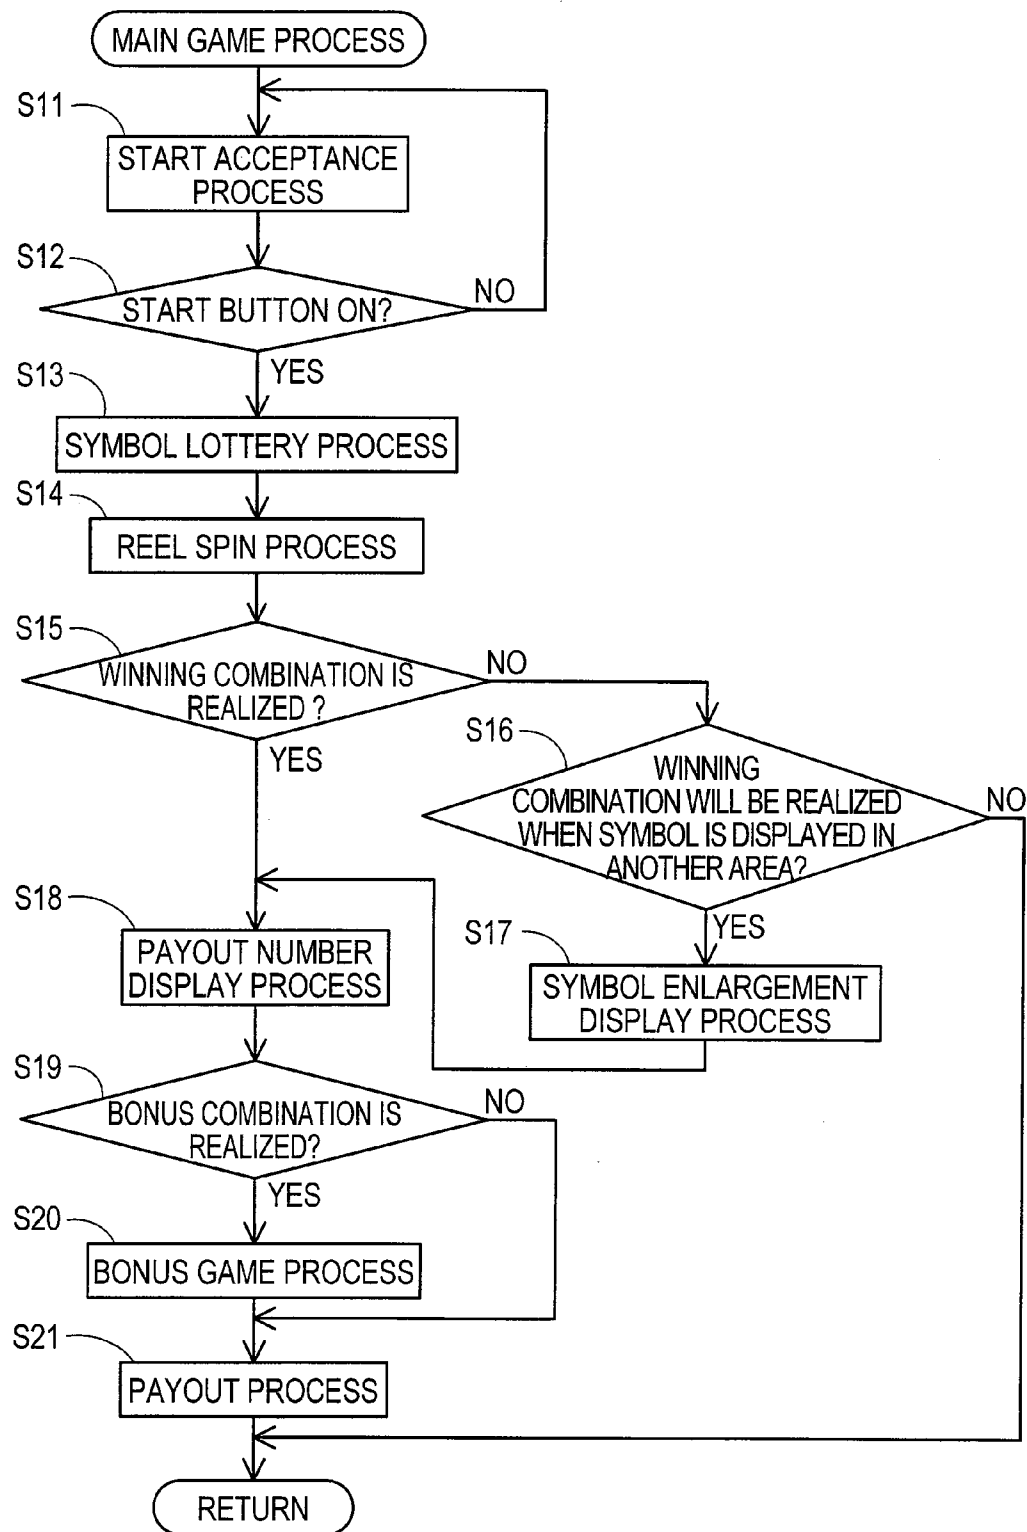 MAIN GAME PROCESS
S11
START ACCEPTANCE
PROCESS
S12
START BUTTON ON?
NO
YES
S13
SYMBOL LOTTERY PROCESS
S14
REEL SPIN PROCESS
S15
WINNING COMBINATION IS
REALIZED ?
NO
YES
S16
WINNING
COMBINATION WILL BE REALIZED
WHEN SYMBOL IS DISPLAYED IN
ANOTHER AREA?
NO
YES
S17
SYMBOL ENLARGEMENT
DISPLAY PROCESS
S18
PAYOUT NUMBER
DISPLAY PROCESS
S19
BONUS COMBINATION IS
REALIZED?
NO
YES
S20
BONUS GAME PROCESS
S21
PAYOUT PROCESS
RETURN